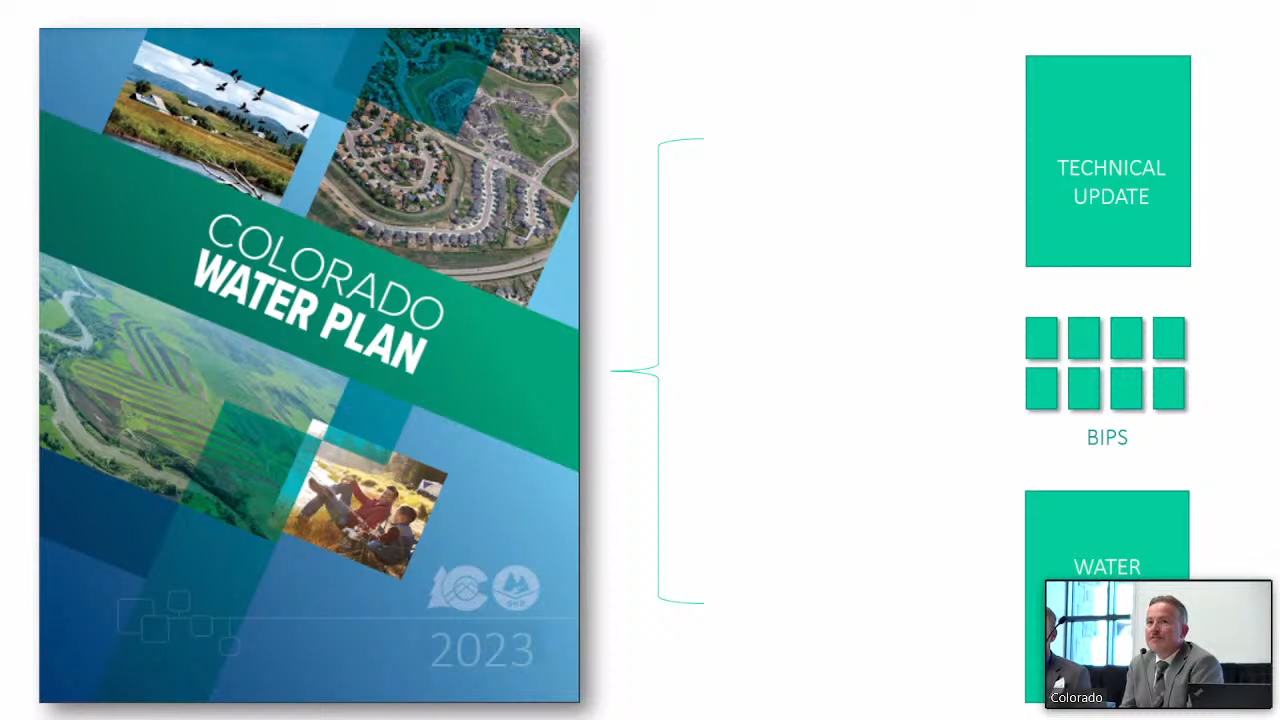 COLORADO
WATER PLAN
2023
TECHNICAL
UPDATE
BIPS
WATER
Colorado